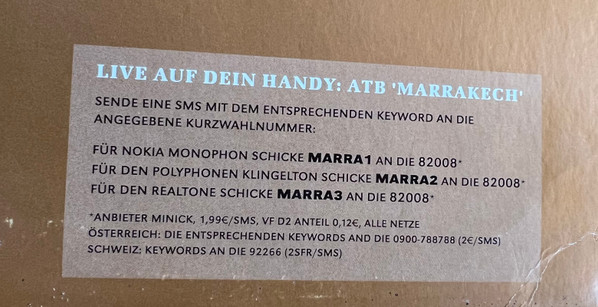 LIVE AUF DEIN HANDY: ATB 'MARRAKECH'
SENDE EINE SMS MIT DEM ENTSPRECHENDEN KEYWORD AN DIE
ANGEGEBENE KURZWAHLNUMMER:
FÜR NOKIA MONOPHON SCHICKE MARRA1 AN DIE 82008*
FÜR DEN POLYPHONEN KLINGELTON SCHICKE MARRA2 AN DIE 82008*
FÜR DEN REALTONE SCHICKE MARRA3 AN DIE 82008*
*ANBIETER MINICK, 1,99€/SMS, VF D2 ANTEIL 0,12€, ALLE NETZE
ÖSTERREICH: DIE ENTSPRECHENDEN KEYWORDS AND DIE 0900-788788 (2€/SMS)
SCHWEIZ: KEYWORDS AN DIE 92266 (2SFR/SMS)